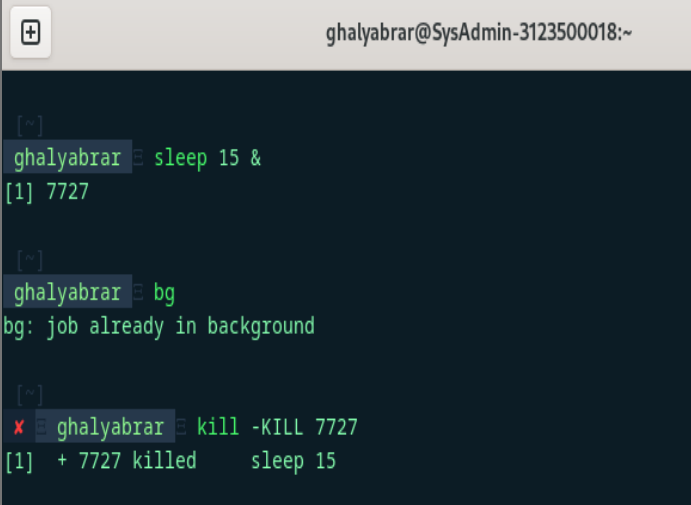 ghalyabrar@SysAdmin-3123500018:~
[~]
ghalyabrar sleep 15 &
[1] 7727
[~]
ghalyabrar bg
bg: job already in background
[~]
✘ ghalyabrar kill -KILL 7727
[1]  + 7727 killed     sleep 15